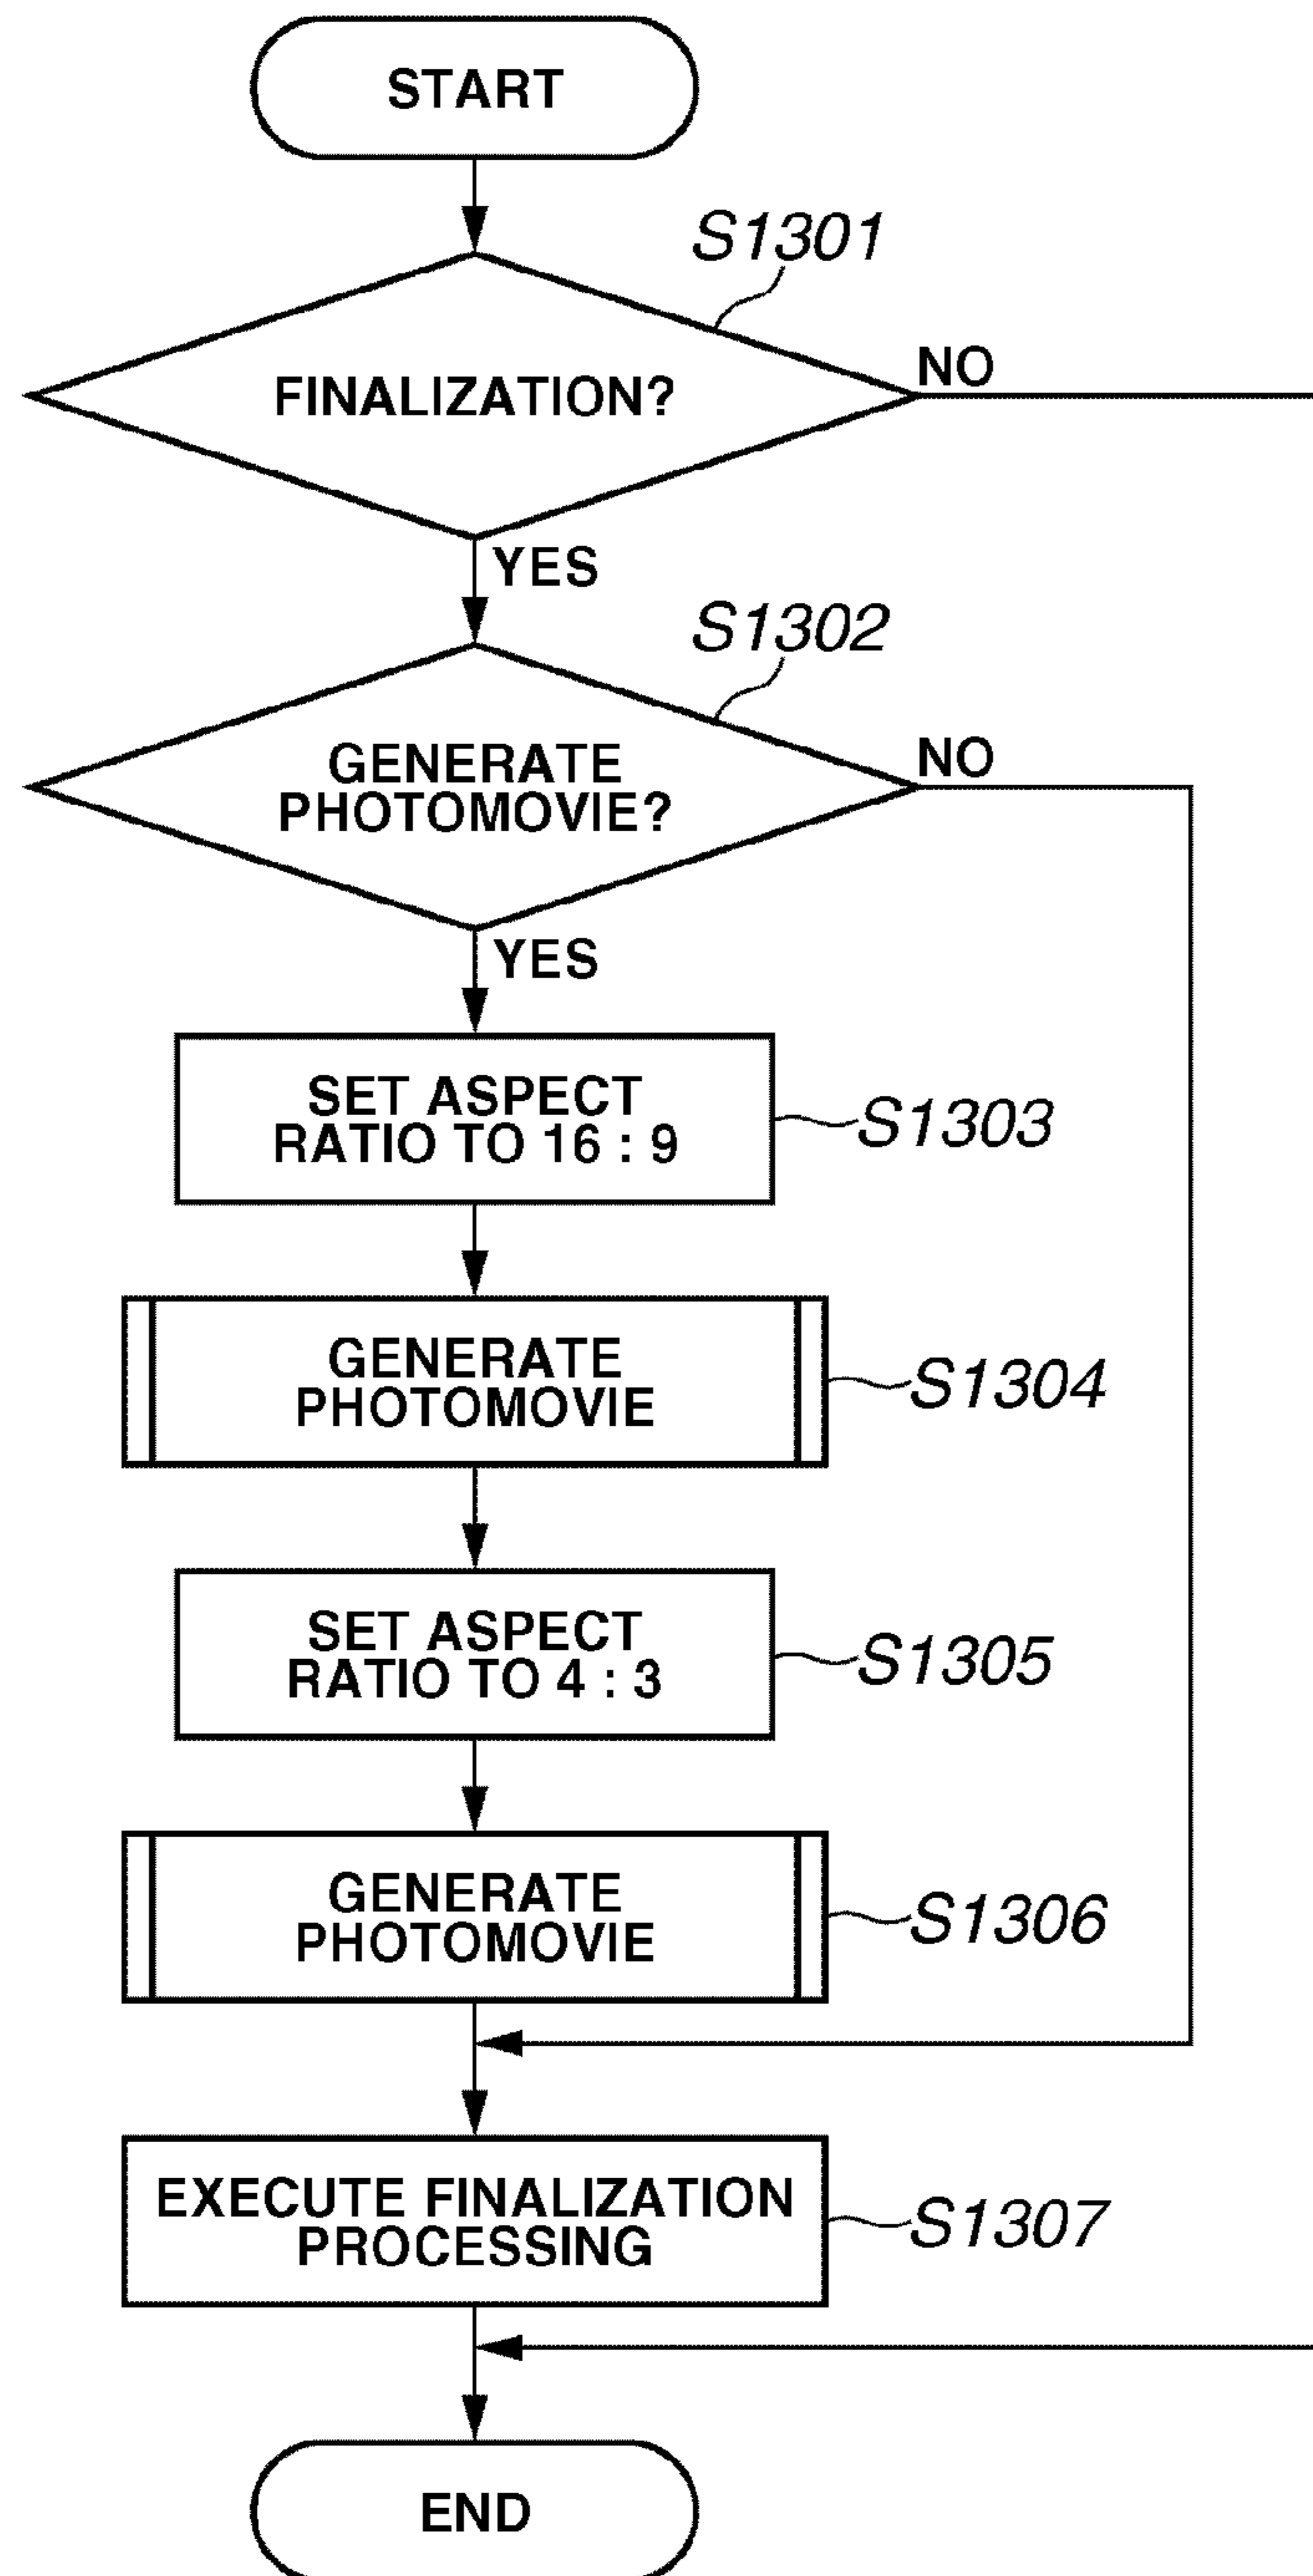 START
S1301
FINALIZATION?
NO
YES
S1302
GENERATE
PHOTOMOVIE?
NO
YES
SET ASPECT
RATIO TO 16 : 9
S1303
GENERATE
PHOTOMOVIE
S1304
SET ASPECT
RATIO TO 4 : 3
S1305
GENERATE
PHOTOMOVIE
S1306
EXECUTE FINALIZATION
PROCESSING
S1307
END